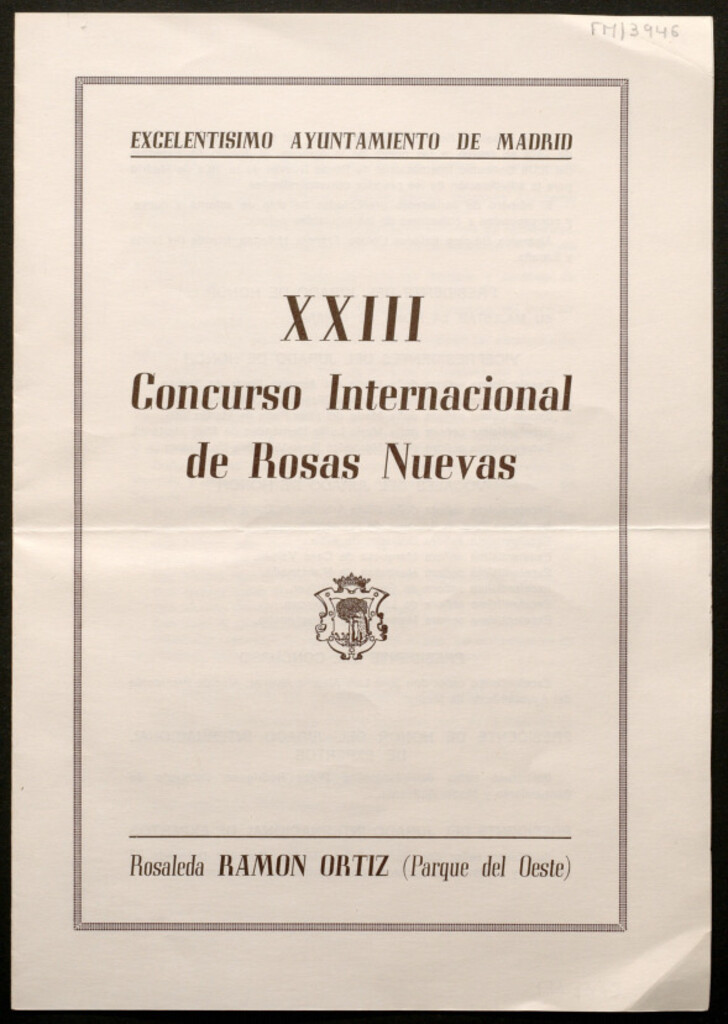 FM/3946
EXCELENTISIMO AYUNTAMIENTO DE MADRID
XXIII
Concurso Internacional
de Rosas Nuevas
Rosaleda RAMON ORTIZ (Parque del Oeste)